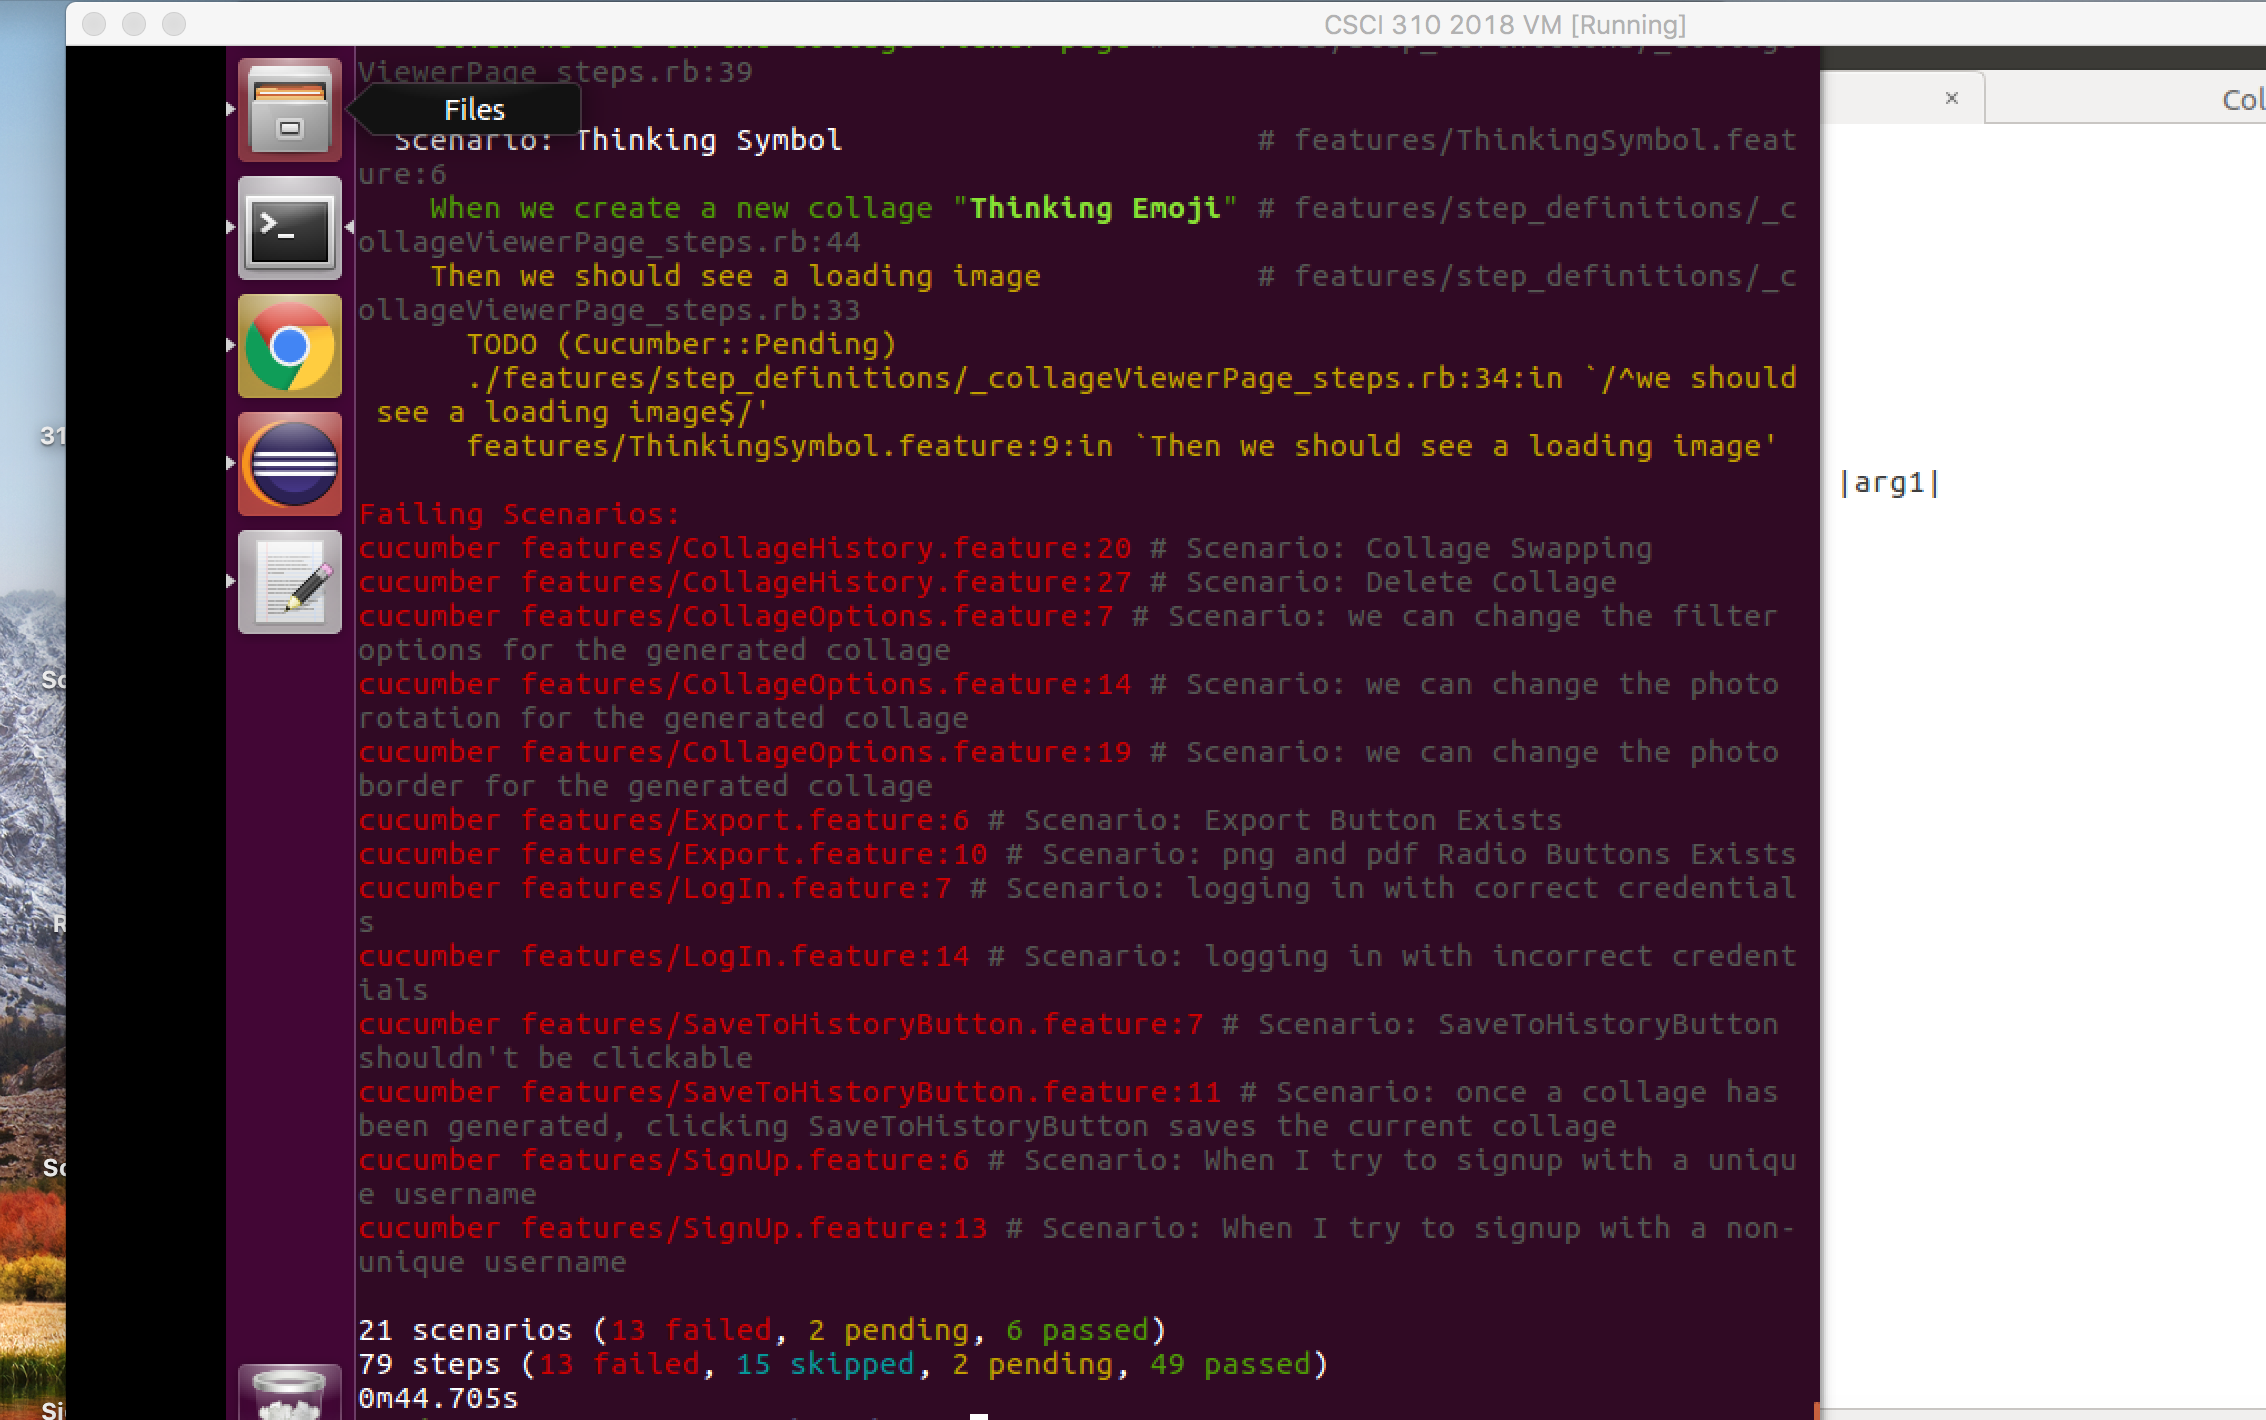 CSCI 310 2018 VM [Running]
ViewerPage_steps.rb:39
Files
Scenario: Thinking Symbol # features/ThinkingSymbol.feat
ure:6
When we create a new collage "Thinking Emoji" # features/step_definitions/_c
ollageViewerPage_steps.rb:44
Then we should see a loading image # features/step_definitions/_c
ollageViewerPage_steps.rb:33
TODO (Cucumber::Pending)
./features/step_definitions/_collageViewerPage_steps.rb:34:in `/^we should
see a loading image$/'
features/ThinkingSymbol.feature:9:in `Then we should see a loading image'
Failing Scenarios:
cucumber features/CollageHistory.feature:20 # Scenario: Collage Swapping
cucumber features/CollageHistory.feature:27 # Scenario: Delete Collage
cucumber features/CollageOptions.feature:7 # Scenario: we can change the filter
options for the generated collage
cucumber features/CollageOptions.feature:14 # Scenario: we can change the photo
rotation for the generated collage
cucumber features/CollageOptions.feature:19 # Scenario: we can change the photo
border for the generated collage
cucumber features/Export.feature:6 # Scenario: Export Button Exists
cucumber features/Export.feature:10 # Scenario: png and pdf Radio Buttons Exists
cucumber features/LogIn.feature:7 # Scenario: logging in with correct credential
s
cucumber features/LogIn.feature:14 # Scenario: logging in with incorrect credent
ials
cucumber features/SaveToHistoryButton.feature:7 # Scenario: SaveToHistoryButton
shouldn't be clickable
cucumber features/SaveToHistoryButton.feature:11 # Scenario: once a collage has
been generated, clicking SaveToHistoryButton saves the current collage
cucumber features/SignUp.feature:6 # Scenario: When I try to signup with a uniqu
e username
cucumber features/SignUp.feature:13 # Scenario: When I try to signup with a non-
unique username
21 scenarios (13 failed, 2 pending, 6 passed)
79 steps (13 failed, 15 skipped, 2 pending, 49 passed)
0m44.705s
Col
|arg1|
31
So
R
So